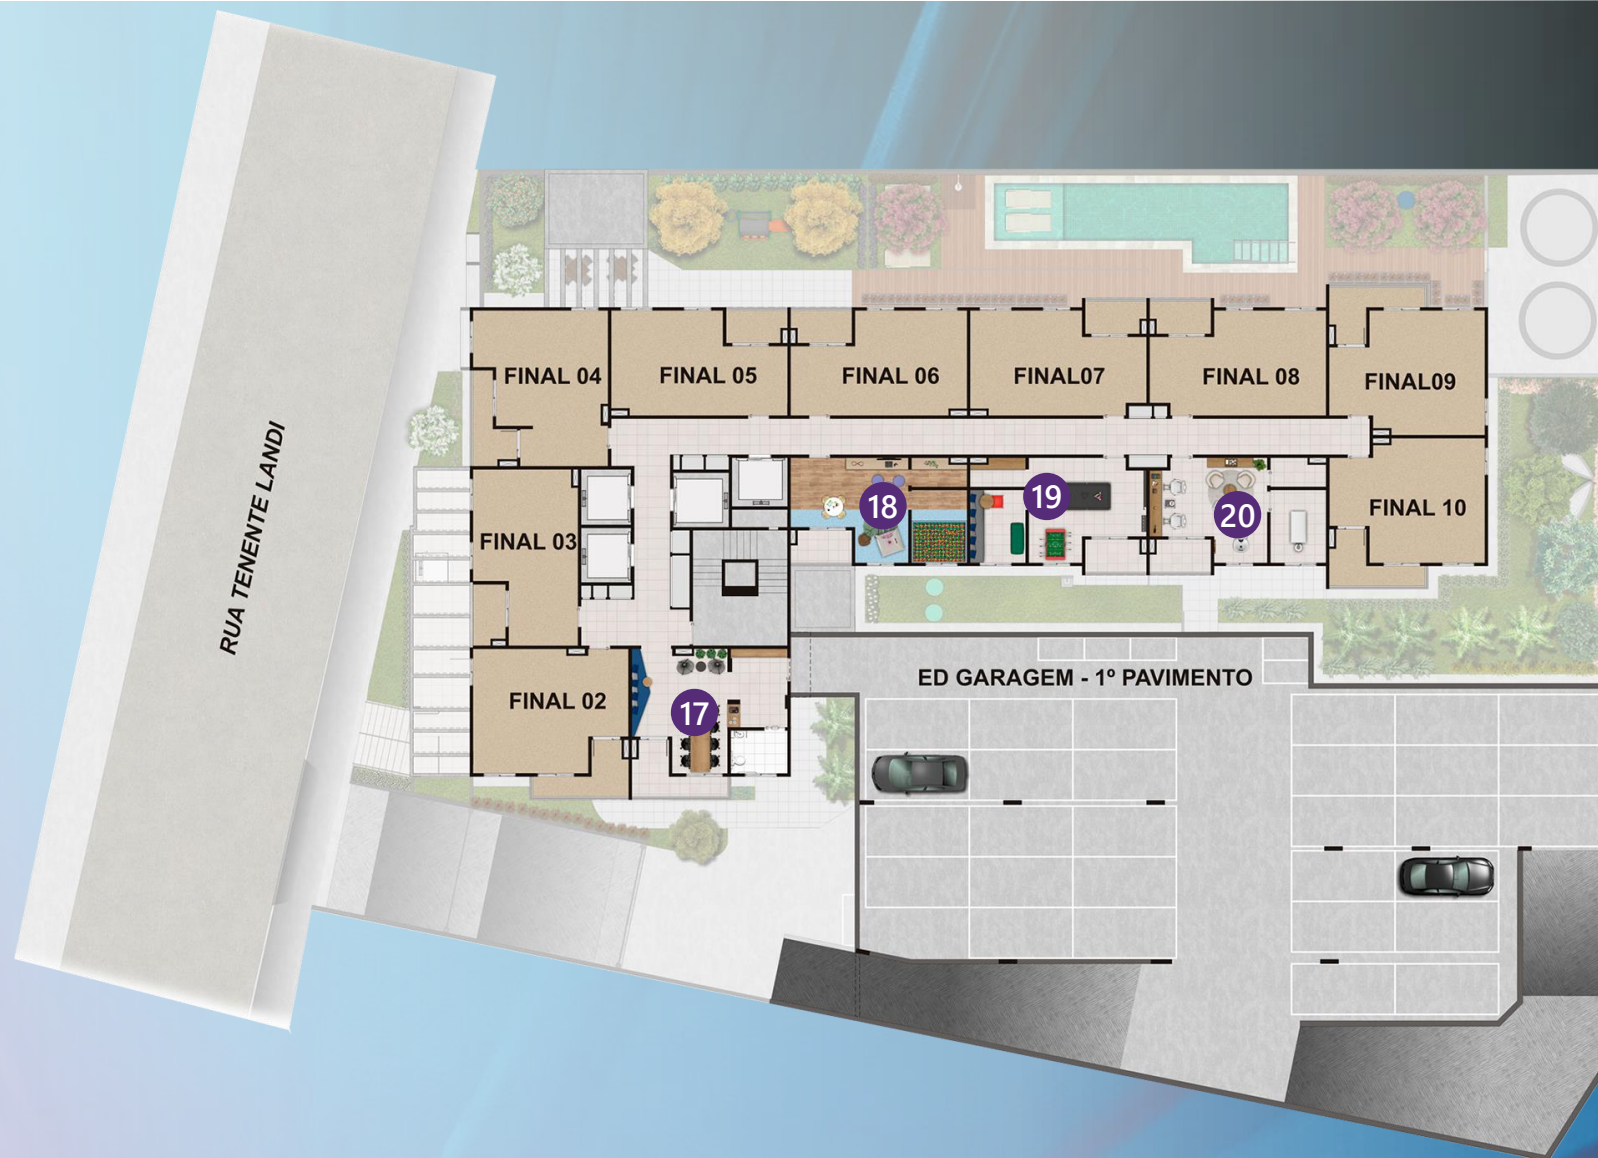 FINAL 04
FINAL 05
FINAL 06
FINAL07
FINAL 08
FINAL09
RUA TENENTE LANDI
FINAL 03
18
19
20
FINAL 10
FINAL 02
17
ED GARAGEM - 1º PAVIMENTO